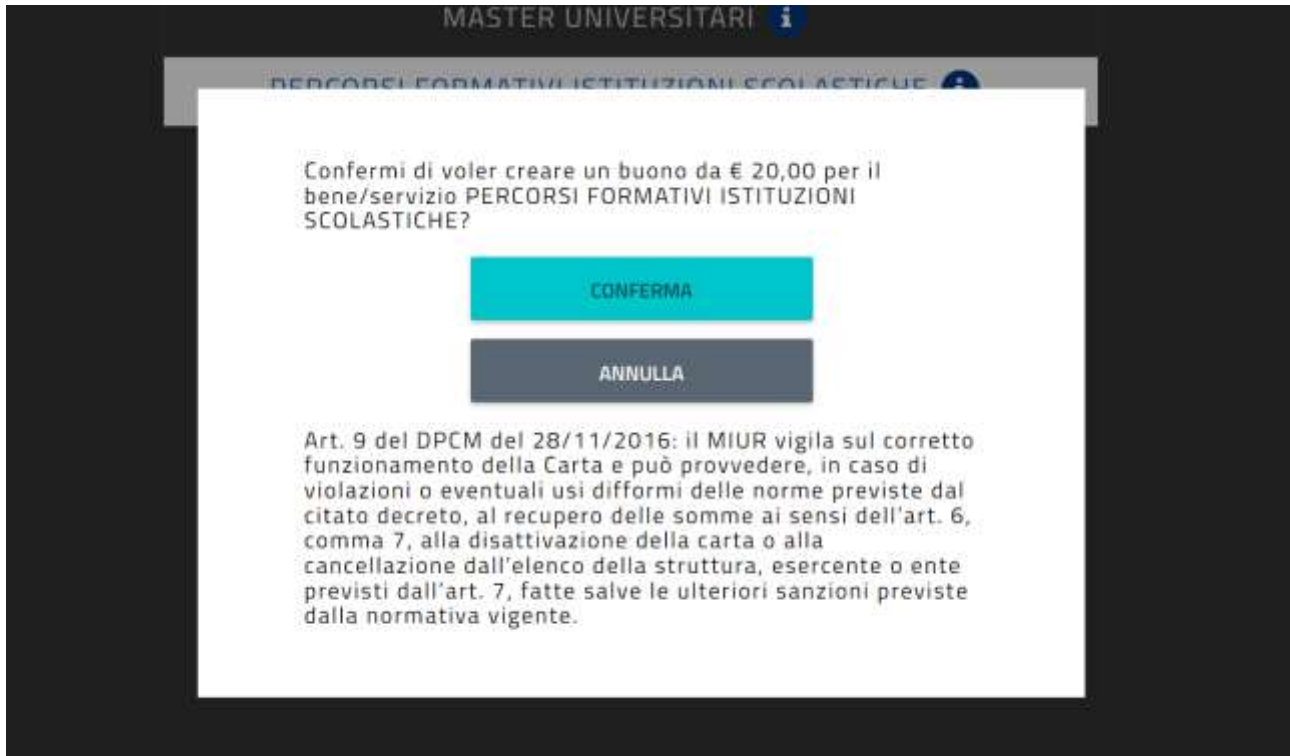 MASTER UNIVERSITARI i
PERCORSI FORMATIVI ISTITUZIONI SCOLASTICHE i
Confermi di voler creare un buono da € 20,00 per il
bene/servizio PERCORSI FORMATIVI ISTITUZIONI
SCOLASTICHE?
CONFERMA
ANNULLA
Art. 9 del DPCM del 28/11/2016: il MIUR vigila sul corretto
funzionamento della Carta e può provvedere, in caso di
violazioni o eventuali usi difformi delle norme previste dal
citato decreto, al recupero delle somme ai sensi dell'art. 6,
comma 7, alla disattivazione della carta o alla
cancellazione dall'elenco della struttura, esercente o ente
previsti dall'art. 7, fatte salve le ulteriori sanzioni previste
dalla normativa vigente.